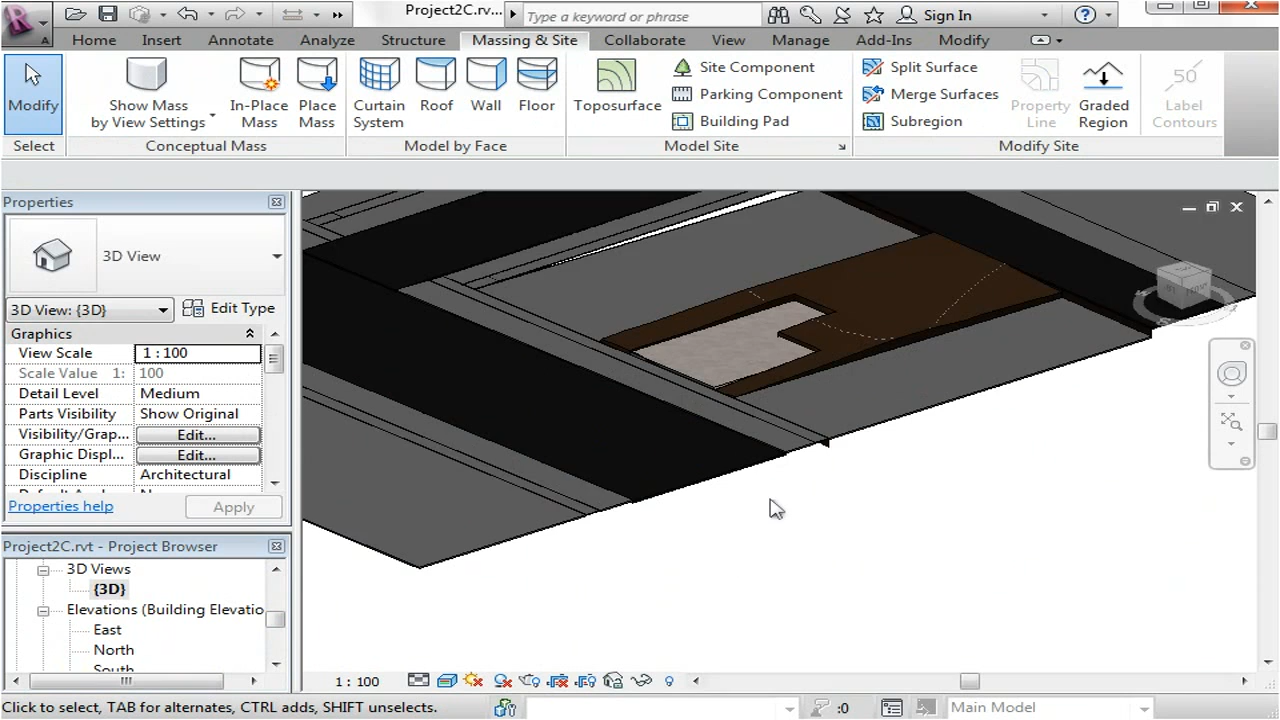 Project2C.rv...
Type a keyword or phrase
Sign In
Home Insert Annotate Analyze Structure Massing & Site Collaborate View Manage Add-Ins Modify
Modify
Show Mass
by View Settings
In-Place
Mass
Place
Mass
Curtain
System
Roof
Wall
Floor
Toposurface
Site Component
Parking Component
Building Pad
Split Surface
Merge Surfaces
Subregion
Property
Line
Graded
Region
50
Label
Contours
Select Conceptual Mass Model by Face Model Site Modify Site
Properties
3D View
3D View: {3D} Edit Type
Graphics
View Scale 1 : 100
Scale Value 1: 100
Detail Level Medium
Parts Visibility Show Original
Visibility/Grap... Edit...
Graphic Displ... Edit...
Discipline Architectural
Properties help Apply
Project2C.rvt - Project Browser
3D Views
{3D}
Elevations (Building Elevatio
East
North
South
1 : 100
Click to select, TAB for alternates, CTRL adds, SHIFT unselects.
:0
Main Model